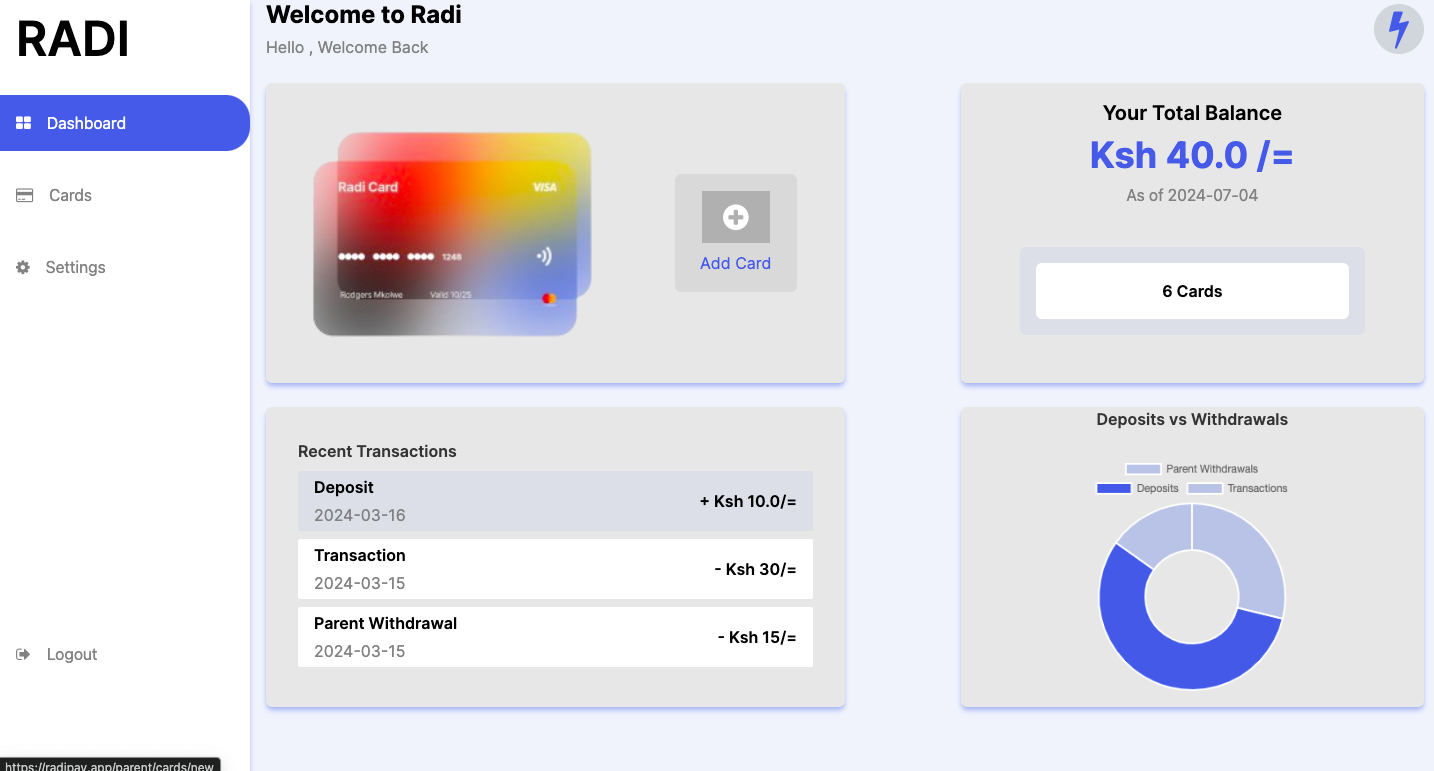 RADI
Dashboard
Cards
Settings
Logout
https://radipay.app/parent/cards/new
Welcome to Radi
Hello , Welcome Back
Radi Card
VISA
1246
Rodgers Mkolwe
Valid 10/25
Add Card
Your Total Balance
Ksh 40.0 /=
As of 2024-07-04
6 Cards
Recent Transactions
Deposit
2024-03-16
+ Ksh 10.0/=
Transaction
2024-03-15
- Ksh 30/=
Parent Withdrawal
2024-03-15
- Ksh 15/=
Deposits vs Withdrawals
Parent Withdrawals
Deposits
Transactions